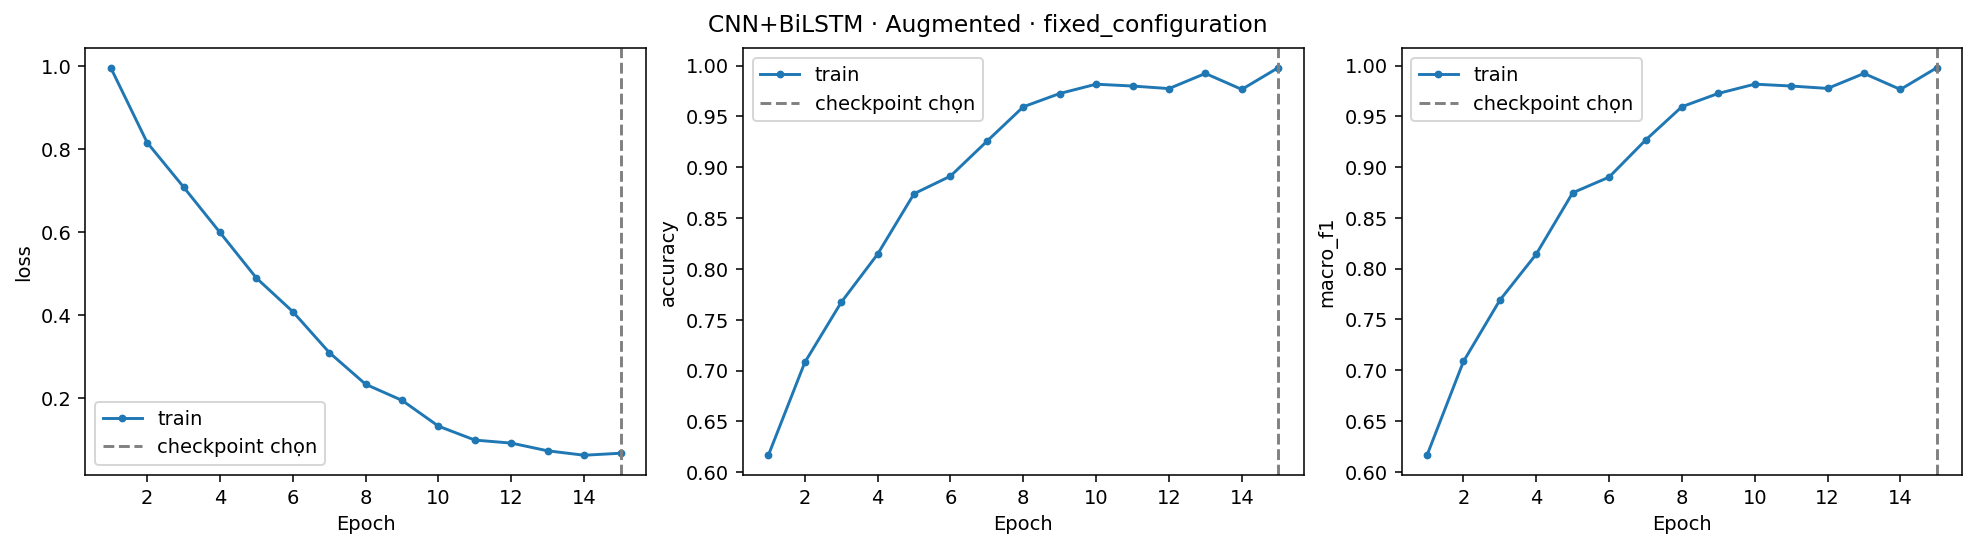 CNN+BiLSTM · Augmented · fixed_configuration
loss
1.0
0.8
0.6
0.4
0.2
train
checkpoint chọn
2 4 6 8 10 12 14
Epoch
accuracy
1.00
0.95
0.90
0.85
0.80
0.75
0.70
0.65
0.60
train
checkpoint chọn
2 4 6 8 10 12 14
Epoch
macro_f1
1.00
0.95
0.90
0.85
0.80
0.75
0.70
0.65
0.60
train
checkpoint chọn
2 4 6 8 10 12 14
Epoch